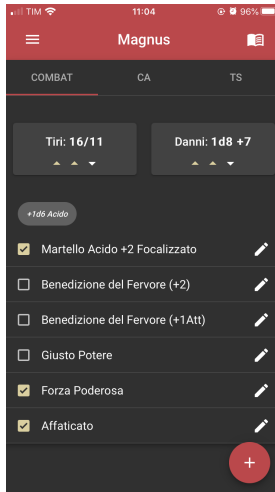 TIM 11:04 96%
Magnus
COMBAT CA TS
Tiri: 16/11 Danni: 1d8 +7
+1d6 Acido
Martello Acido +2 Focalizzato
Benedizione del Fervore (+2)
Benedizione del Fervore (+1Att)
Giusto Potere
Forza Poderosa
Affaticato
+